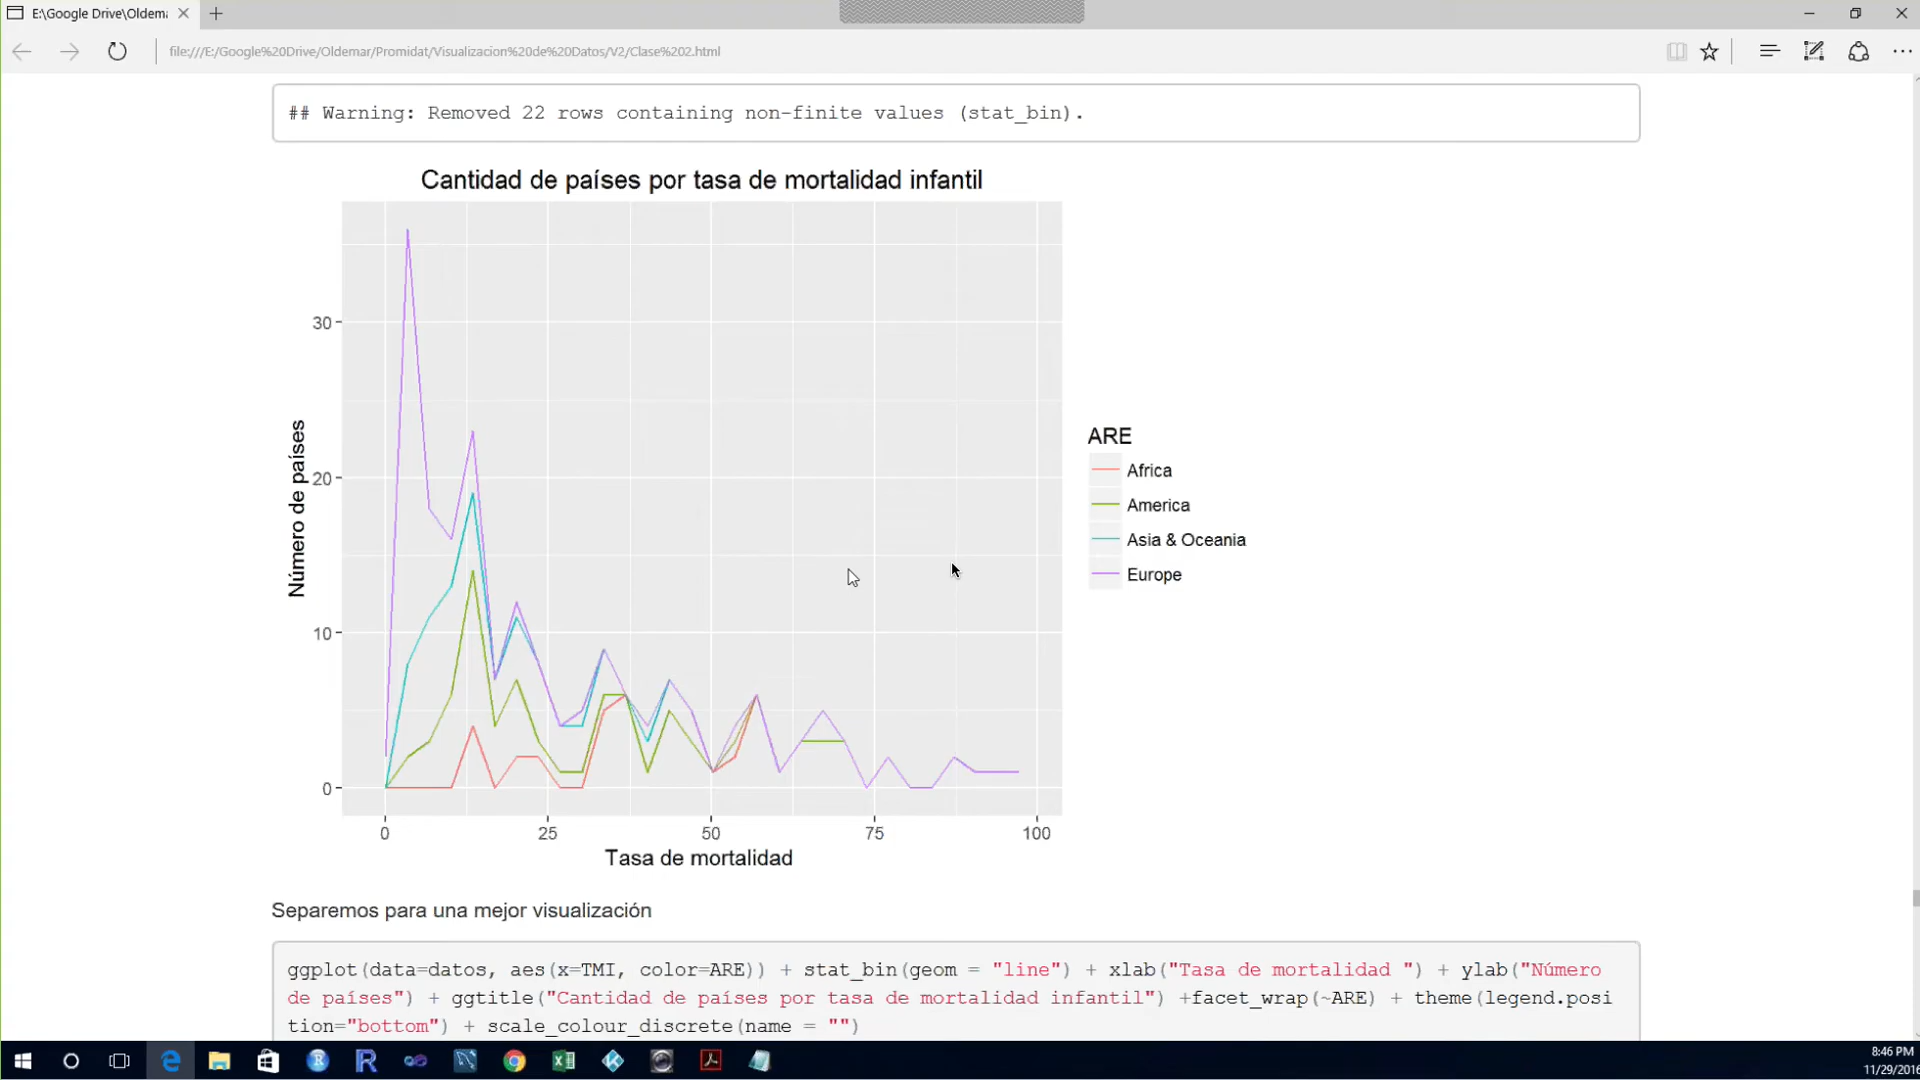 E:\Google Drive\Oldema
file:///E:/Google%20Drive/Oldemar/Promidat/Visualizacion%20de%20Datos/V2/Clase%202.html
## Warning: Removed 22 rows containing non-finite values (stat_bin).
Cantidad de países por tasa de mortalidad infantil
Número de países
30
20
10
0
0
25
50
75
100
Tasa de mortalidad
ARE
Africa
America
Asia & Oceania
Europe
Separemos para una mejor visualización
ggplot(data=datos, aes(x=TMI, color=ARE)) + stat_bin(geom = "line") + xlab("Tasa de mortalidad ") + ylab("Número
de países") + ggtitle("Cantidad de países por tasa de mortalidad infantil") +facet_wrap(~ARE) + theme(legend.posi
tion="bottom") + scale_colour_discrete(name = "")
8:46 PM
11/29/2016